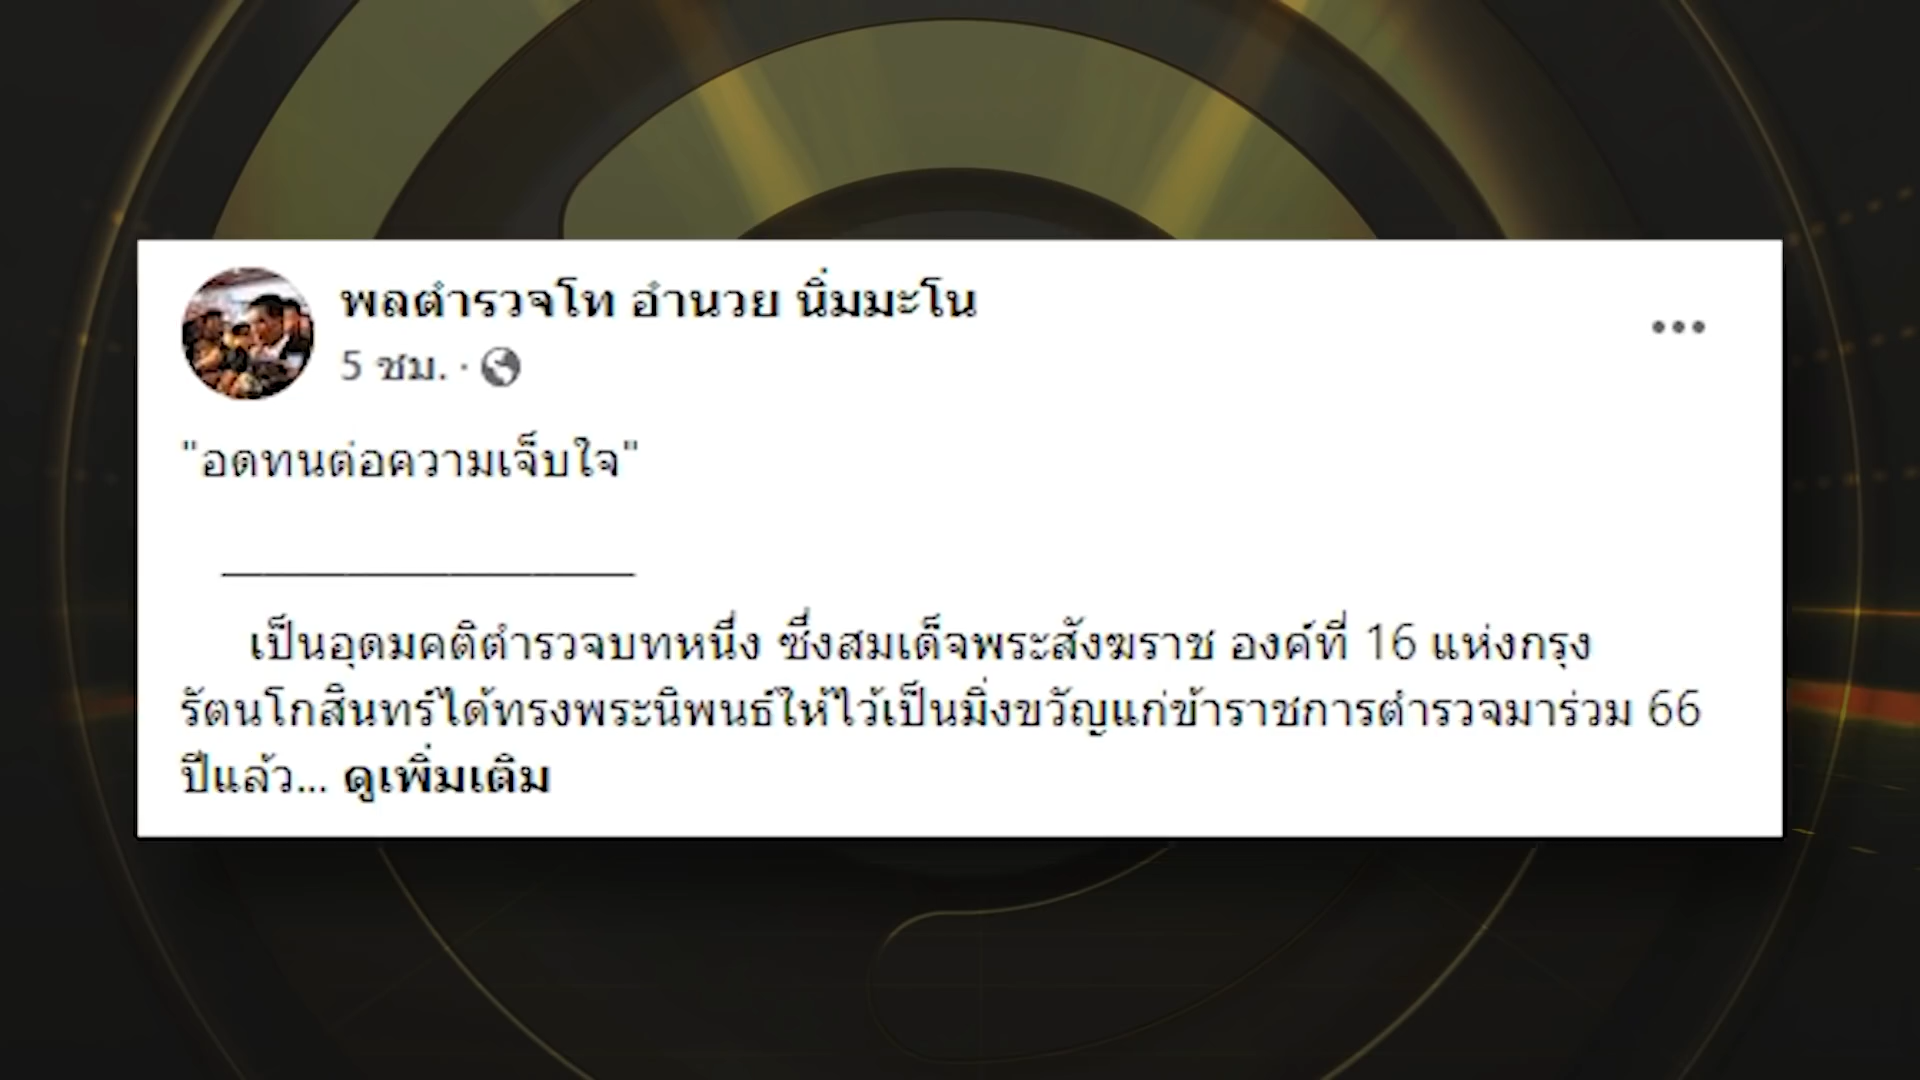 พลตำรวจโท อำนวย นิ่มมะโน
5 ชม. ·
"อดทนต่อความเจ็บใจ"
เป็นอุดมคติตำรวจบทหนึ่ง ซึ่งสมเด็จพระสังฆราช องค์ที่ 16 แห่งกรุง
รัตนโกสินทร์ได้ทรงพระนิพนธ์ให้ไว้เป็นมิ่งขวัญแก่ข้าราชการตำรวจมาร่วม 66
ปีแล้ว... ดูเพิ่มเติม